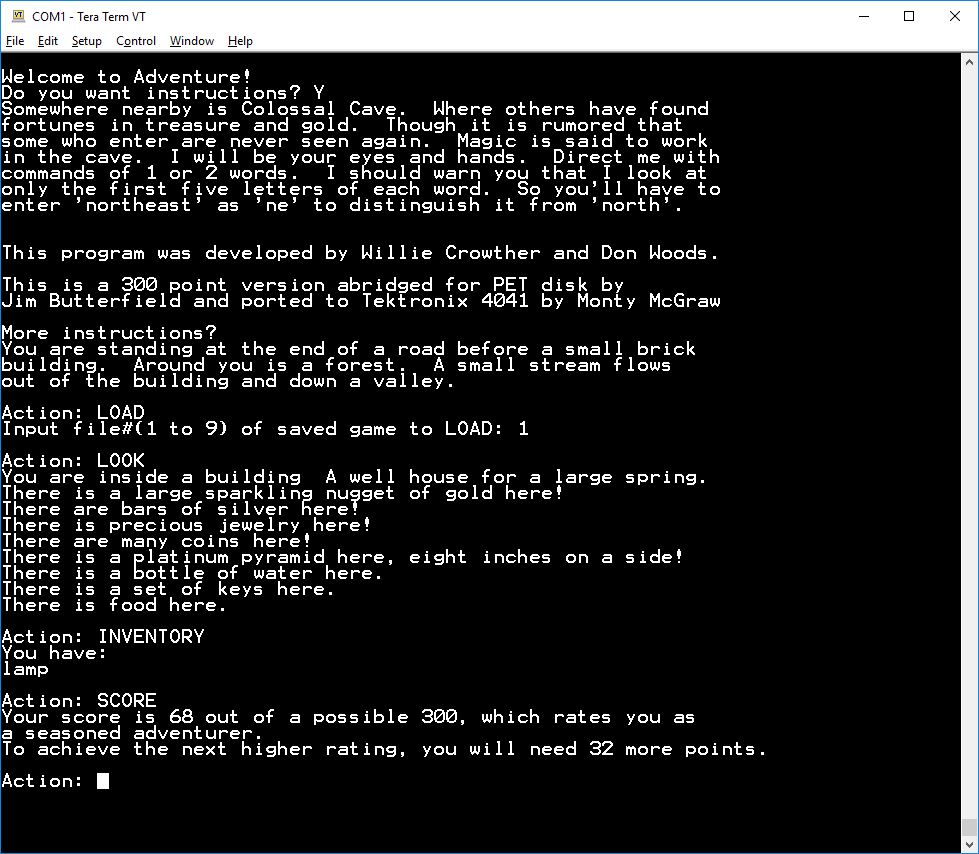 COM1 - Tera Term VT
File Edit Setup Control Window Help
Welcome to Adventure!
Do you want instructions? Y
Somewhere nearby is Colossal Cave.  Where others have found
fortunes in treasure and gold.  Though it is rumored that
some who enter are never seen again.  Magic is said to work
in the cave.  I will be your eyes and hands.  Direct me with
commands of 1 or 2 words.  I should warn you that I look at
only the first five letters of each word.  So you'll have to
enter 'northeast' as 'ne' to distinguish it from 'north'.
This program was developed by Willie Crowther and Don Woods.
This is a 300 point version abridged for PET disk by
Jim Butterfield and ported to Tektronix 4041 by Monty McGraw
More instructions?
You are standing at the end of a road before a small brick
building.  Around you is a forest.  A small stream flows
out of the building and down a valley.
Action: LOAD
Input file#(1 to 9) of saved game to LOAD: 1
Action: LOOK
You are inside a building  A well house for a large spring.
There is a large sparkling nugget of gold here!
There are bars of silver here!
There is precious jewelry here!
There are many coins here!
There is a platinum pyramid here, eight inches on a side!
There is a bottle of water here.
There is a set of keys here.
There is food here.
Action: INVENTORY
You have:
lamp
Action: SCORE
Your score is 68 out of a possible 300, which rates you as
a seasoned adventurer.
To achieve the next higher rating, you will need 32 more points.
Action: